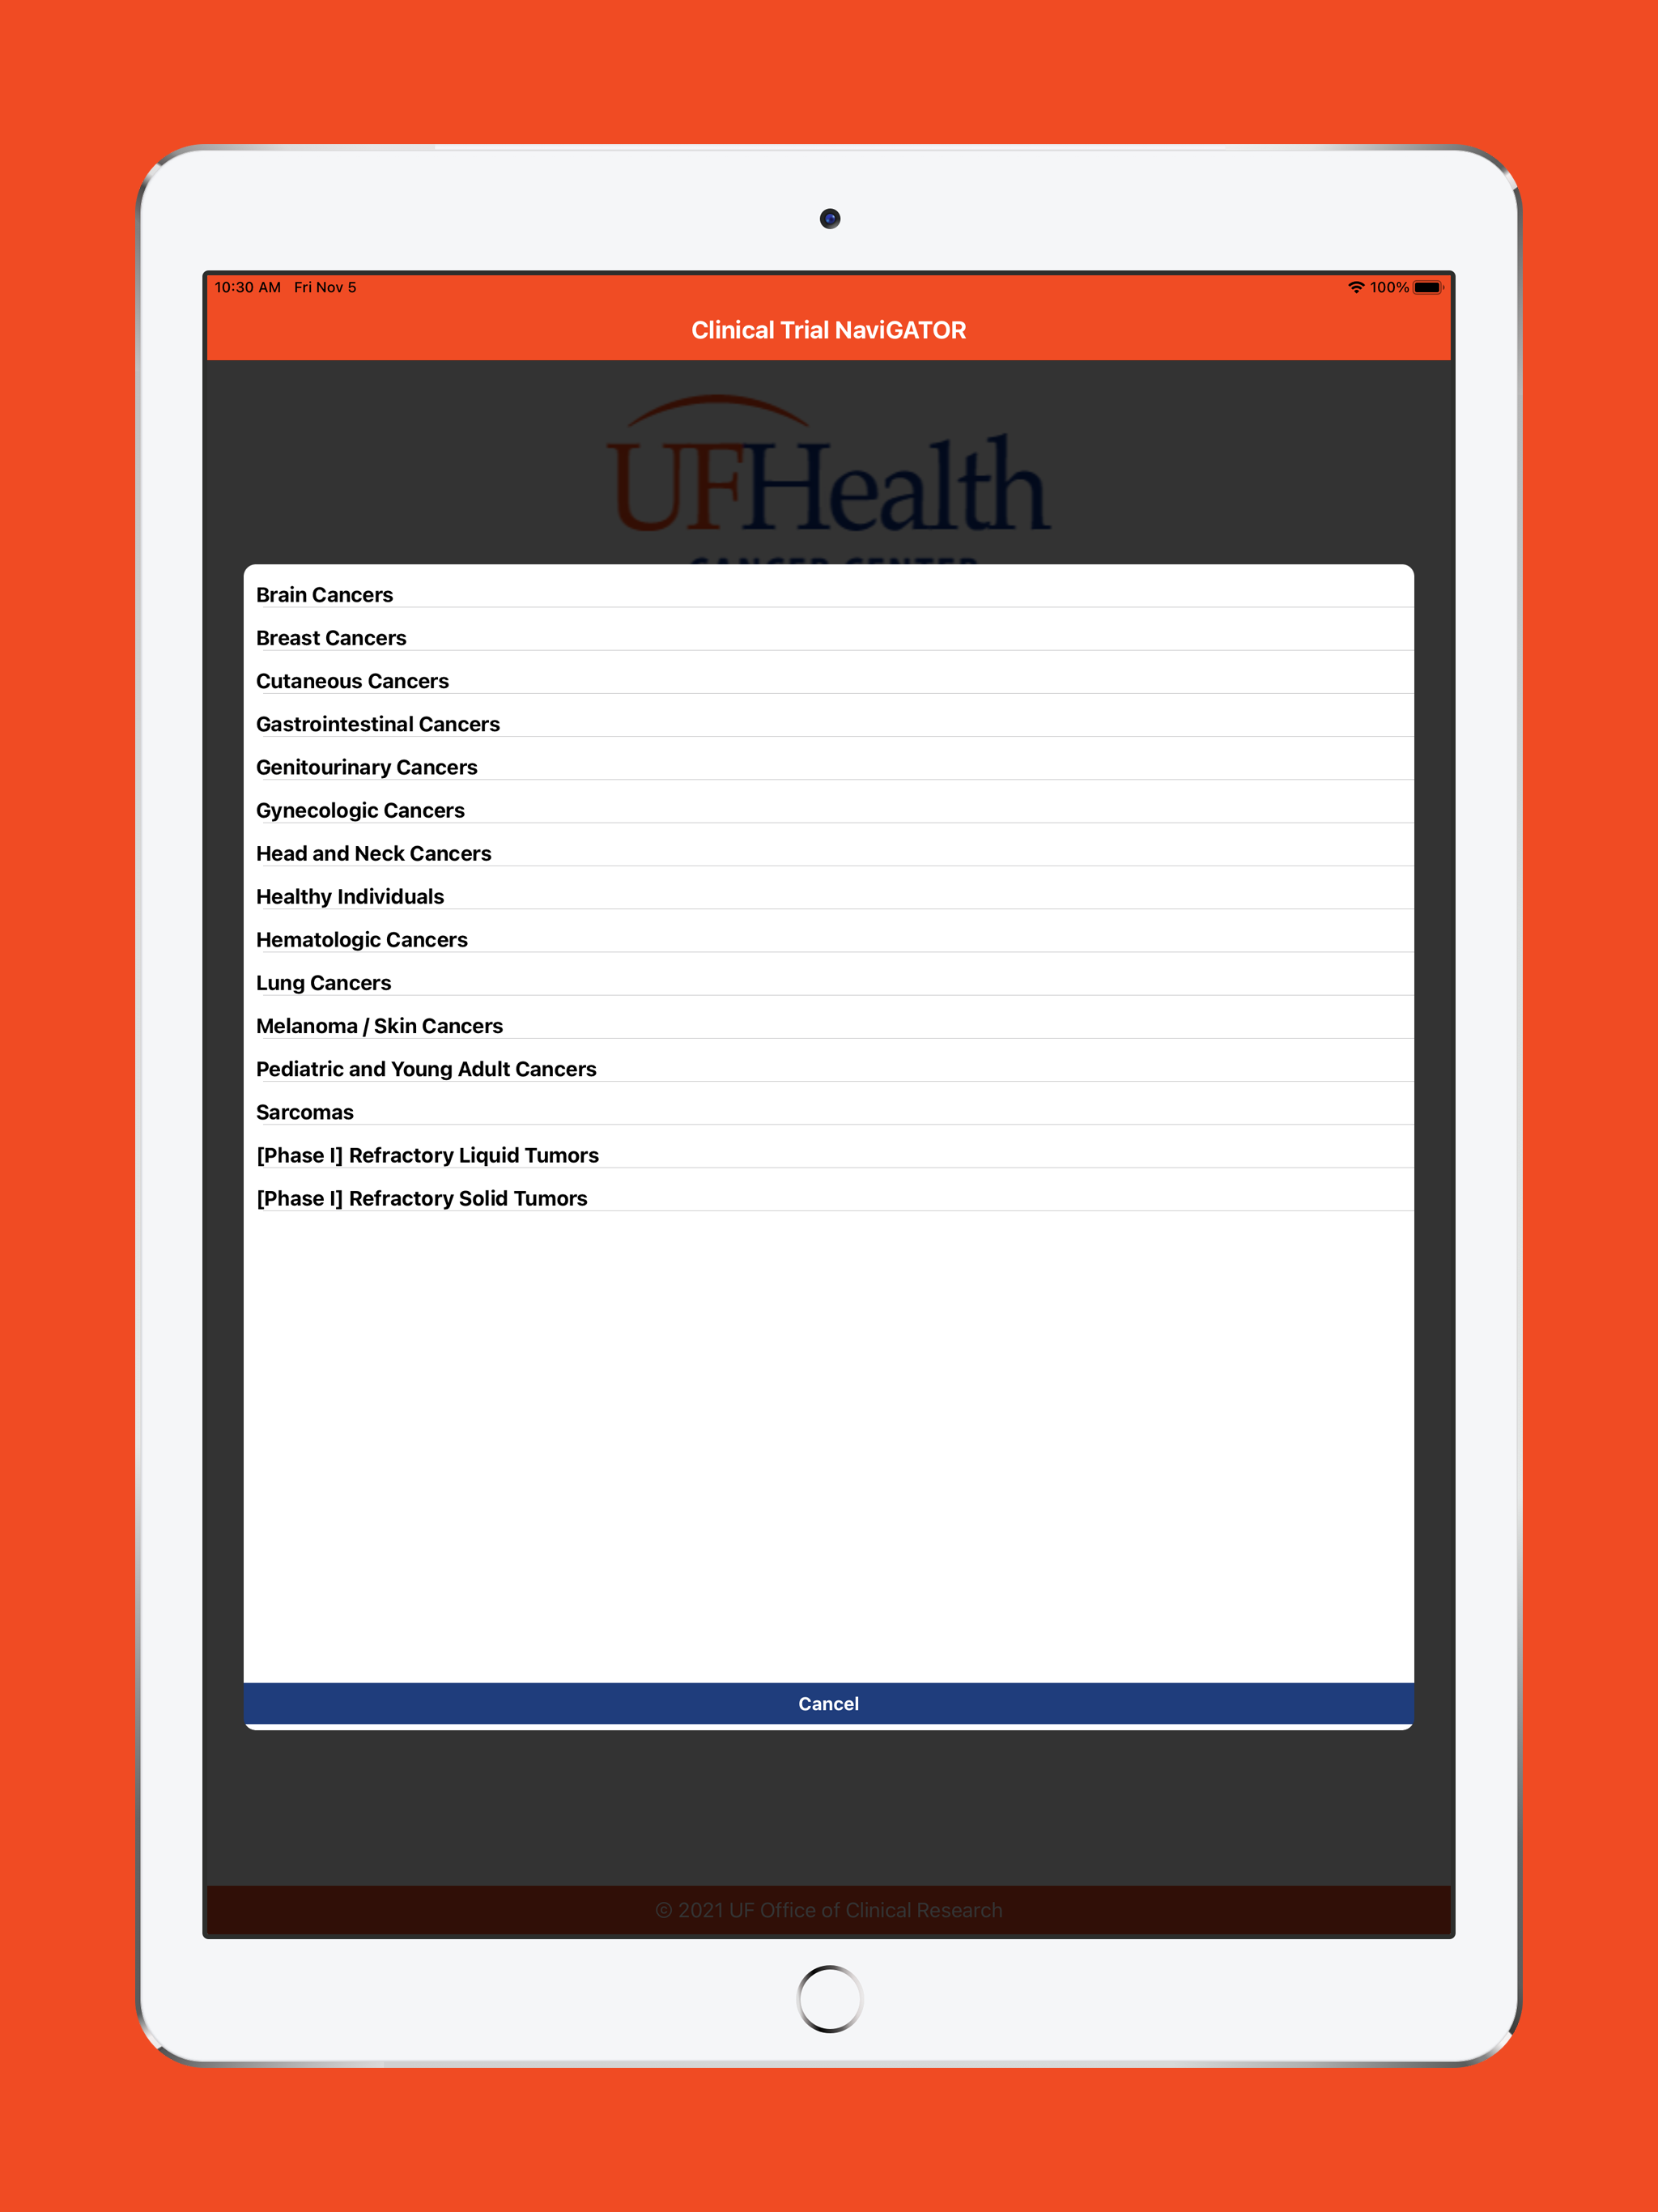 10:30 AM Fri Nov 5 100%
Clinical Trial NaviGATOR
UFHealth
CANCER CENTER
Brain Cancers
Breast Cancers
Cutaneous Cancers
Gastrointestinal Cancers
Genitourinary Cancers
Gynecologic Cancers
Head and Neck Cancers
Healthy Individuals
Hematologic Cancers
Lung Cancers
Melanoma / Skin Cancers
Pediatric and Young Adult Cancers
Sarcomas
[Phase I] Refractory Liquid Tumors
[Phase I] Refractory Solid Tumors
Cancel
© 2021 UF Office of Clinical Research